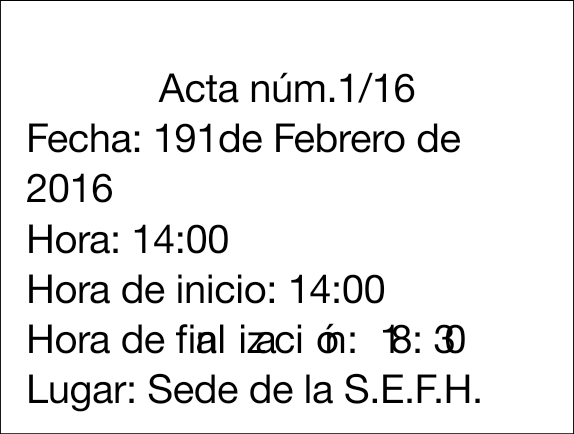 Acta núm.1/16
Fecha: 191de Febrero de
2016
Hora: 14:00
Hora de inicio: 14:00
Hora de finalización: 18:30
Lugar: Sede de la S.E.F.H.